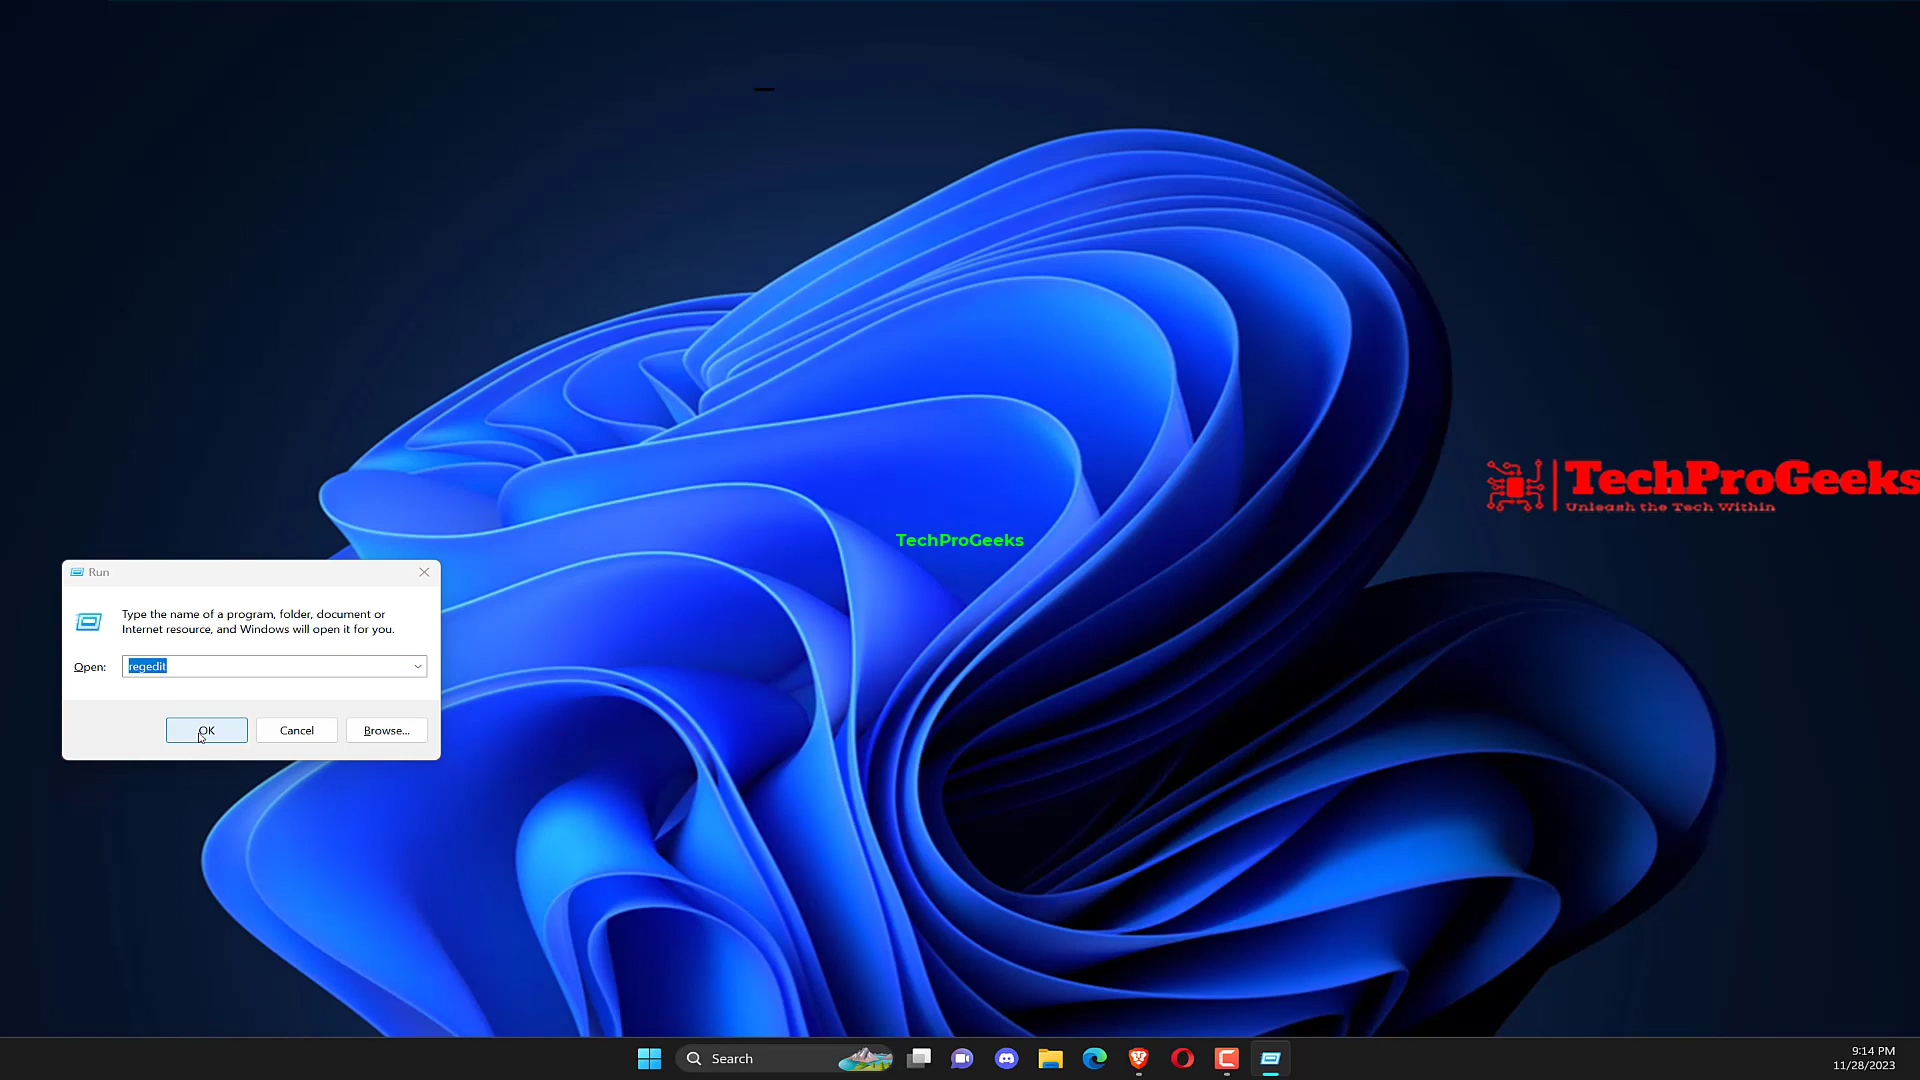 TechProGeeks
Unleash the Tech Within
TechProGeeks
Run
Type the name of a program, folder, document or
Internet resource, and Windows will open it for you.
Open:
regedit
OK
Cancel
Browse...
Search
9:14 PM
11/28/2023